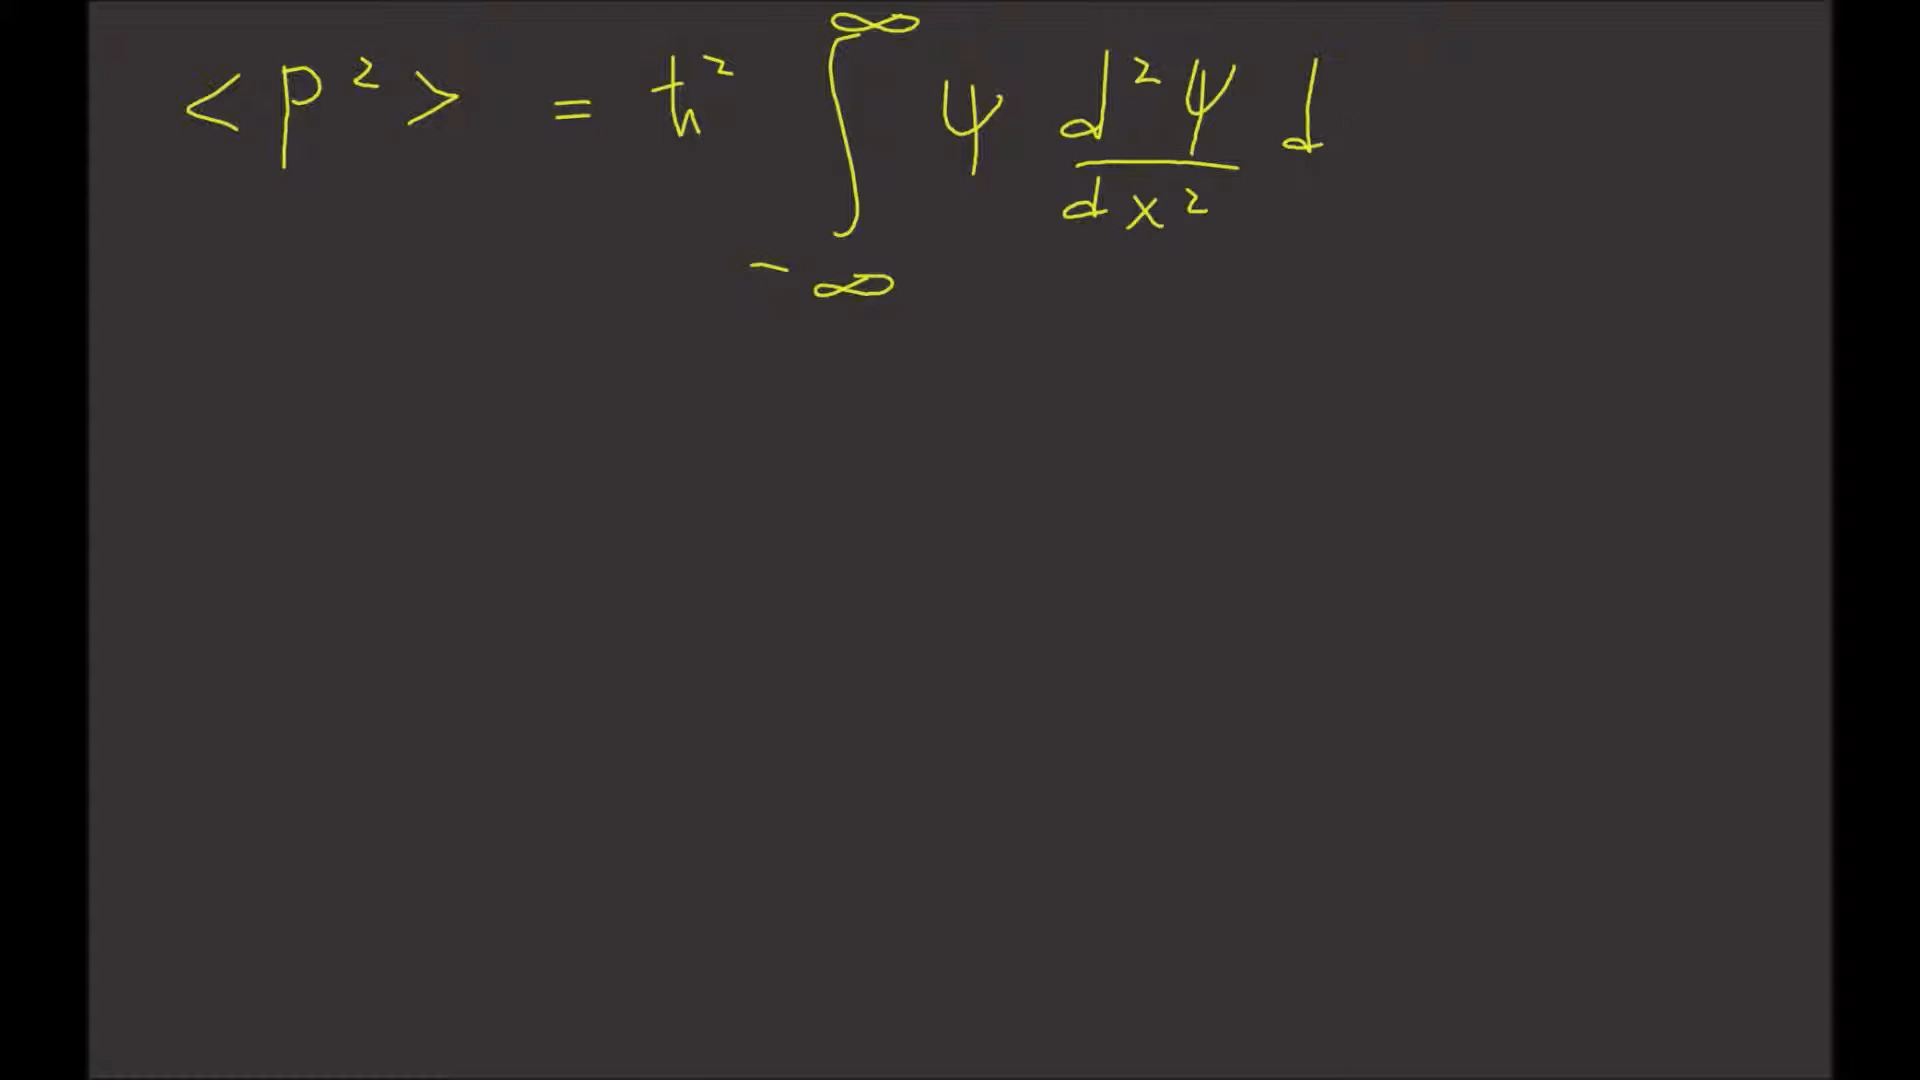 <p²> = ħ² ∫_{-∞}^{∞} ψ d²ψ/dx² d